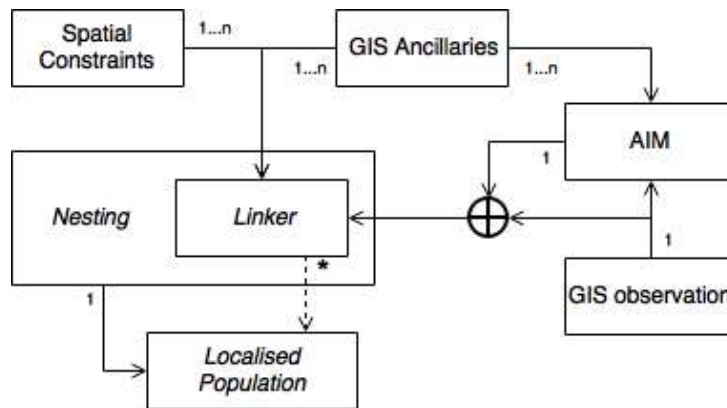 Spatial
Constraints
1...n
1...n
GIS Ancillaries
1...n
AIM
1
Nesting
Linker
*
1
1
GIS observation
Localised
Population